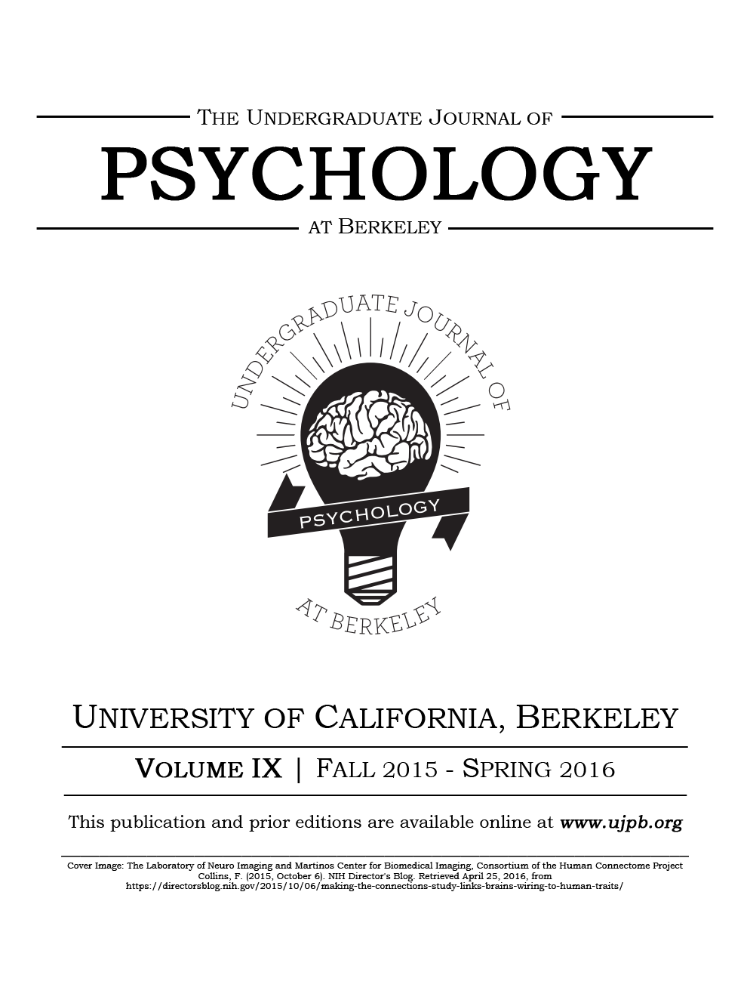 The Undergraduate Journal of
PSYCHOLOGY
at Berkeley
UNDERGRADUATE JOURNAL OF
PSYCHOLOGY
AT BERKELEY
University of California, Berkeley
Volume IX | Fall 2015 - Spring 2016
This publication and prior editions are available online at www.ujpb.org
Cover Image: The Laboratory of Neuro Imaging and Martinos Center for Biomedical Imaging, Consortium of the Human Connectome Project
Collins, F. (2015, October 6). NIH Director's Blog. Retrieved April 25, 2016, from
https://directorsblog.nih.gov/2015/10/06/making-the-connections-study-links-brains-wiring-to-human-traits/